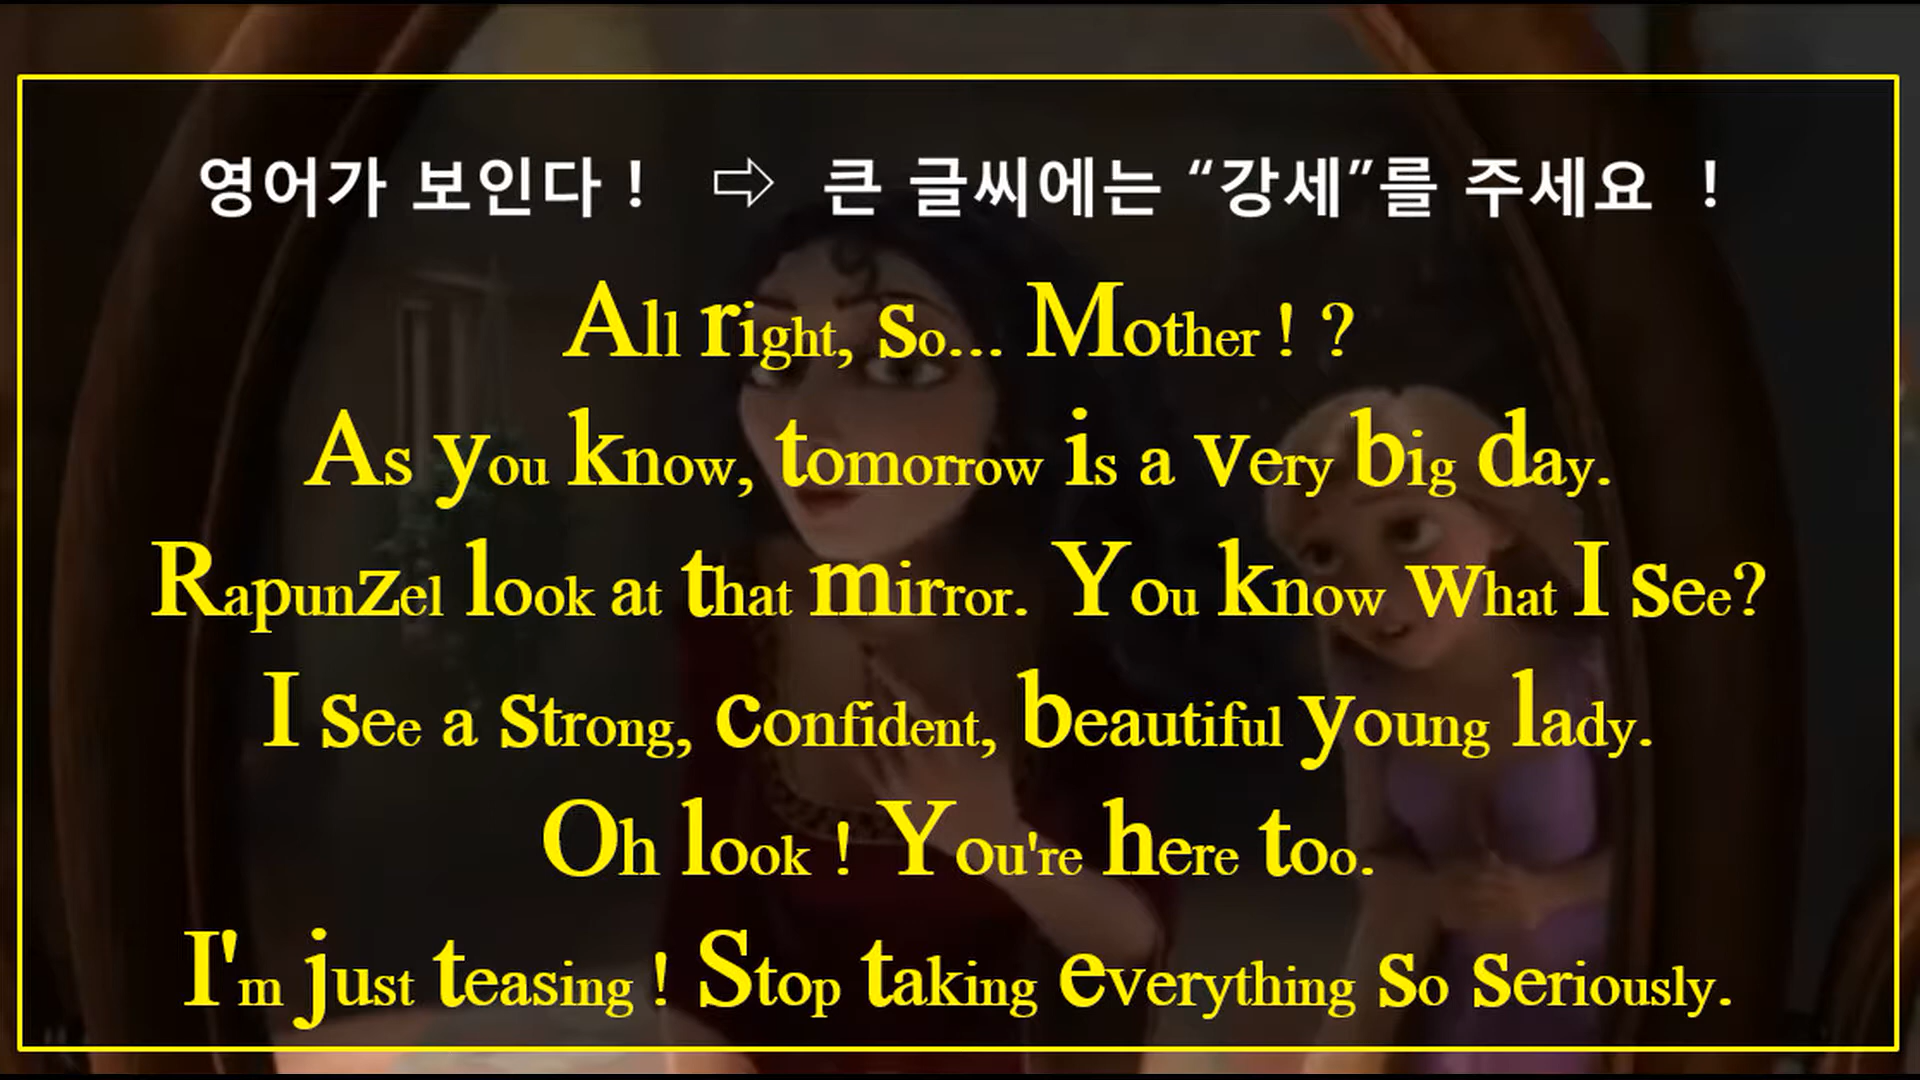 영어가 보인다 ! ⇨ 큰 글씨에는 “강세”를 주세요 !
All right, so... Mother ! ?
As you know, tomorrow is a very big day.
Rapunzel look at that mirror. You know what I see?
I see a strong, confident, beautiful young lady.
Oh look ! You're here too.
I'm just teasing ! Stop taking everything so seriously.